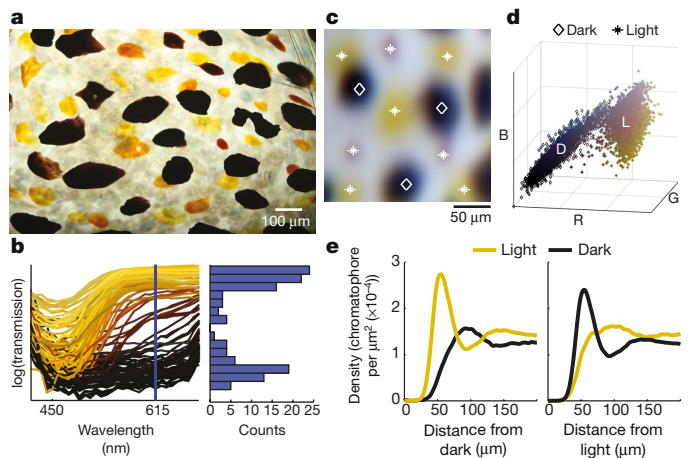 a
100 μm
b
log(transmission)
450
615
Wavelength
(nm)
0 5 10 15 20 25
Counts
c
50 μm
d
Dark Light
B
D
L
R
G
e
Light Dark
Density (chromatophore
per μm² (×10⁻⁴))
3
2
1
0
0 50 100 150
Distance from
dark (μm)
0 50 100 150
Distance from
light (μm)